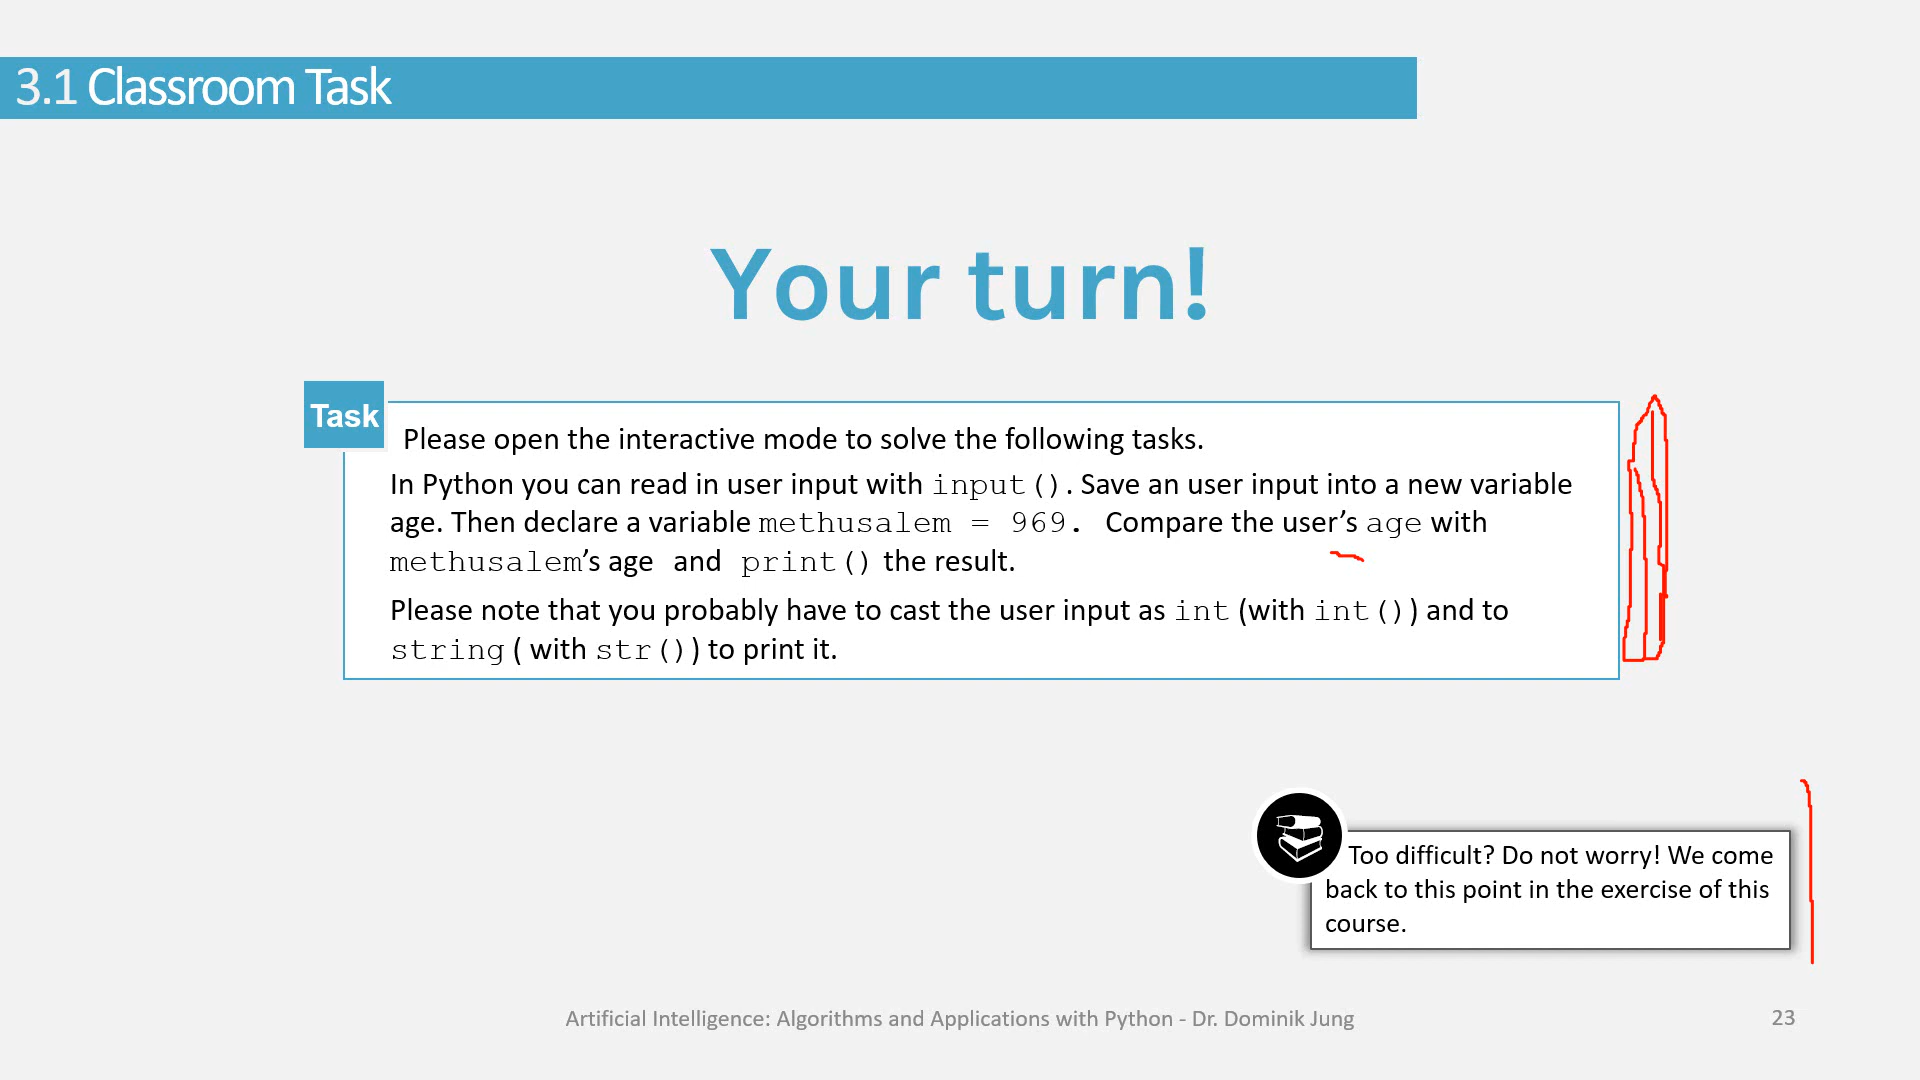 3.1 Classroom Task
Your turn!
Task
Please open the interactive mode to solve the following tasks.
In Python you can read in user input with input(). Save an user input into a new variable
age. Then declare a variable methusalem = 969. Compare the user’s age with
methusalem’s age and print() the result.
Please note that you probably have to cast the user input as int (with int()) and to
string ( with str()) to print it.
Too difficult? Do not worry! We come
back to this point in the exercise of this
course.
Artificial Intelligence: Algorithms and Applications with Python - Dr. Dominik Jung
23